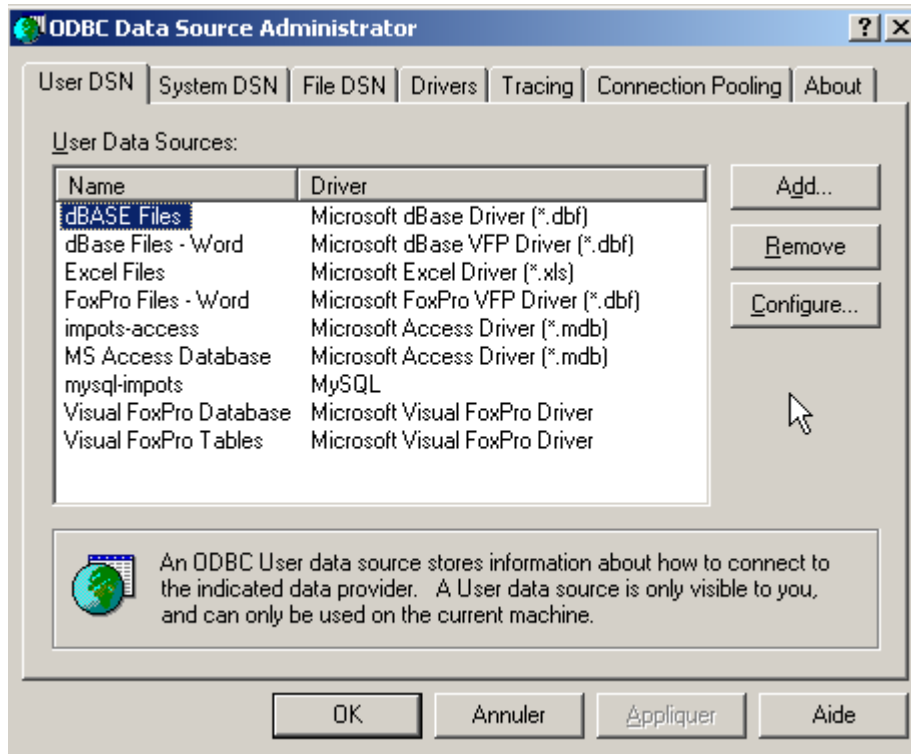 ODBC Data Source Administrator
User DSN System DSN File DSN Drivers Tracing Connection Pooling About
User Data Sources:
Name Driver
dBASE Files Microsoft dBase Driver (*.dbf)
dBase Files - Word Microsoft dBase VFP Driver (*.dbf)
Excel Files Microsoft Excel Driver (*.xls)
FoxPro Files - Word Microsoft FoxPro VFP Driver (*.dbf)
impots-access Microsoft Access Driver (*.mdb)
MS Access Database Microsoft Access Driver (*.mdb)
mysql-impots MySQL
Visual FoxPro Database Microsoft Visual FoxPro Driver
Visual FoxPro Tables Microsoft Visual FoxPro Driver
Add...
Remove
Configure...
An ODBC User data source stores information about how to connect to
the indicated data provider. A User data source is only visible to you,
and can only be used on the current machine.
OK Annuler Appliquer Aide